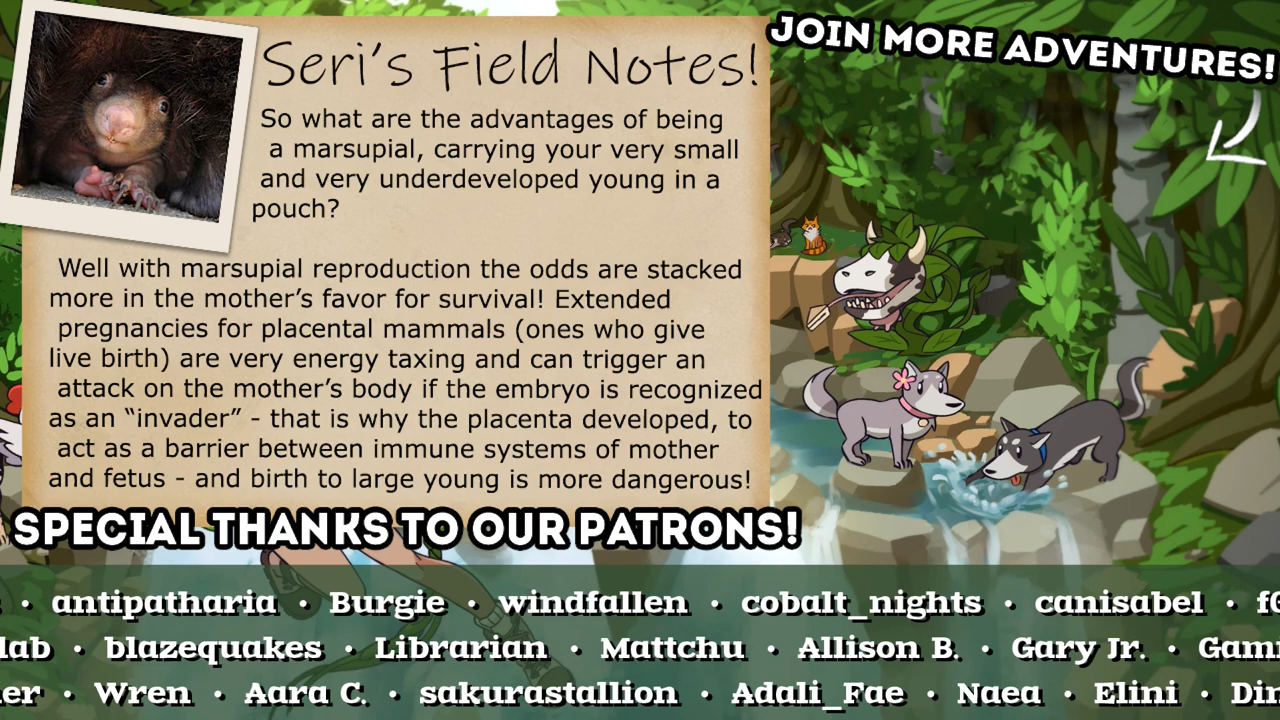 Seri's Field Notes!
JOIN MORE ADVENTURES!
So what are the advantages of being
a marsupial, carrying your very small
and very underdeveloped young in a
pouch?
Well with marsupial reproduction the odds are stacked
more in the mother's favor for survival! Extended
pregnancies for placental mammals (ones who give
live birth) are very energy taxing and can trigger an
attack on the mother's body if the embryo is recognized
as an "invader" - that is why the placenta developed, to
act as a barrier between immune systems of mother
and fetus - and birth to large young is more dangerous!
SPECIAL THANKS TO OUR PATRONS!
• antipatharia • Burgie • windfallen • cobalt_nights • canisabel •
• blazequakes • Librarian • Mattchu • Allison B. • Gary Jr. •
• Wren • Aara C. • sakurastallion • Adali_Fae • Naea • Elini •